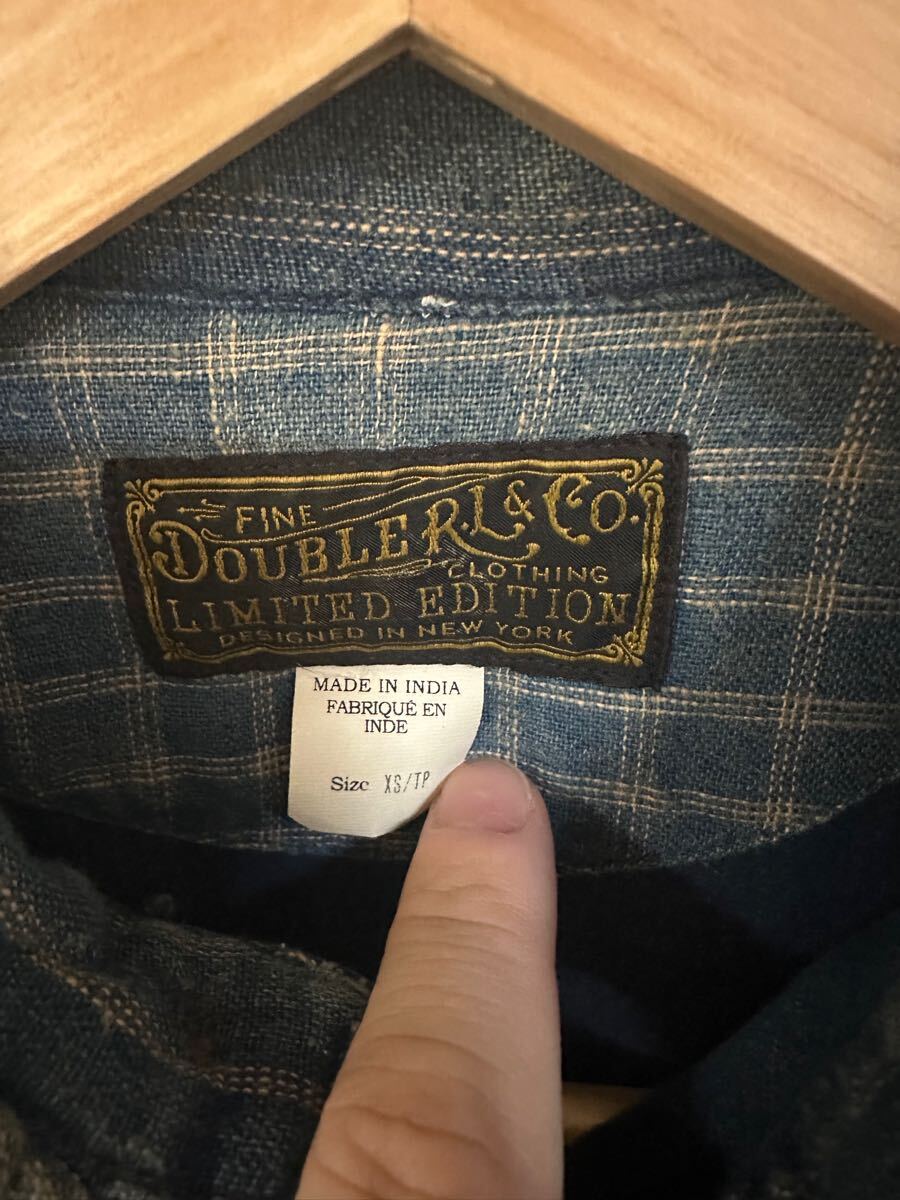 FINE
DOUBLE RL & CO.
CLOTHING
LIMITED EDITION
DESIGNED IN NEW YORK
MADE IN INDIA
FABRIQUÉ EN
INDE
Size XS/TP